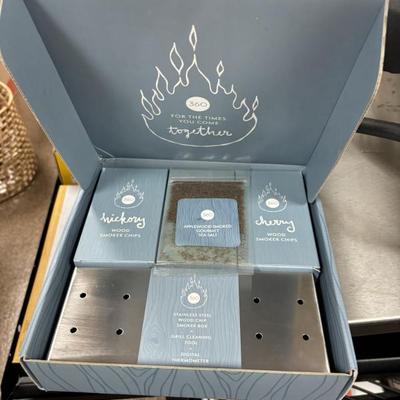 360
FOR THE TIMES
YOU COME
together
360
hickory
WOOD
SMOKER CHIPS
360
APPLEWOOD SMOKED
GOURMET
SEA SALT
360
cherry
WOOD
SMOKER CHIPS
360
STAINLESS STEEL
WOOD CHIP
SMOKER BOX
+
GRILL CLEANING
TOOL
+
DIGITAL
THERMOMETER